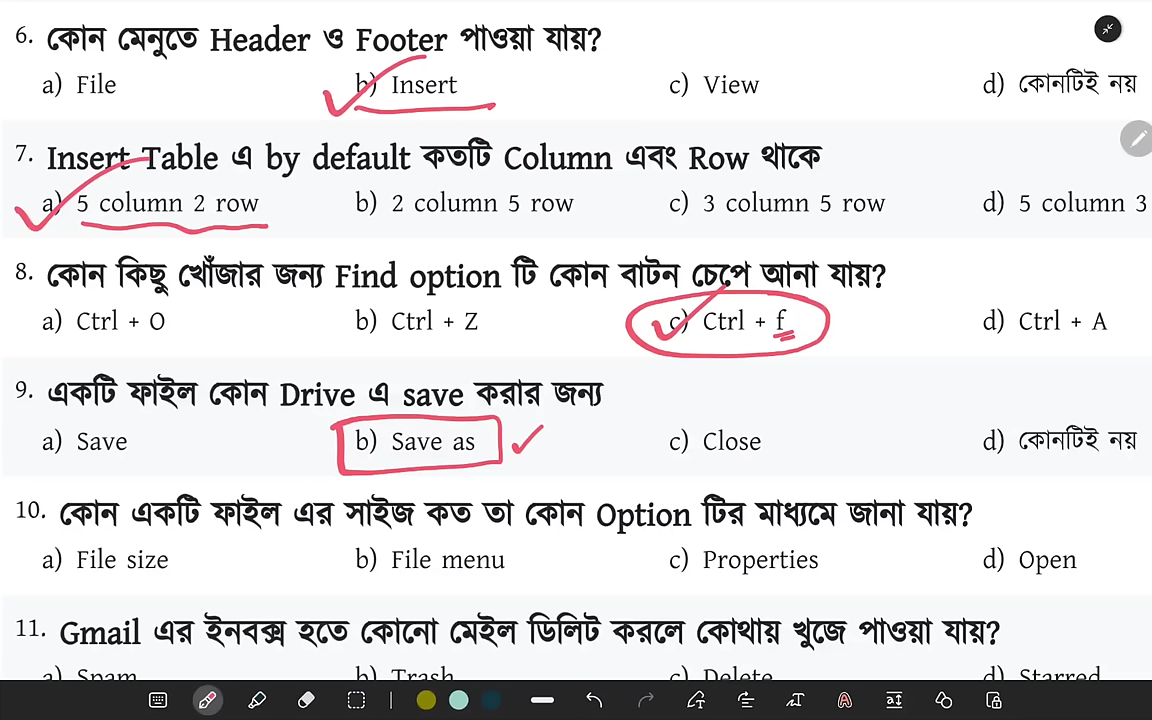 6. কোন মেনুতে Header ও Footer পাওয়া যায়?
a) File b) Insert c) View d) কোনটিই নয়
7. Insert Table এ by default কতটি Column এবং Row থাকে
a) 5 column 2 row b) 2 column 5 row c) 3 column 5 row d) 5 column 3
8. কোন কিছু খোঁজার জন্য Find option টি কোন বাটন চেপে আনা যায়?
a) Ctrl + O b) Ctrl + Z c) Ctrl + f d) Ctrl + A
9. একটি ফাইল কোন Drive এ save করার জন্য
a) Save b) Save as c) Close d) কোনটিই নয়
10. কোন একটি ফাইল এর সাইজ কত তা কোন Option টির মাধ্যমে জানা যায়?
a) File size b) File menu c) Properties d) Open
11. Gmail এর ইনবক্স হতে কোনো মেইল ডিলিট করলে কোথায় খুজে পাওয়া যায়?
a) Spam b) Trash c) Delete d) Starred